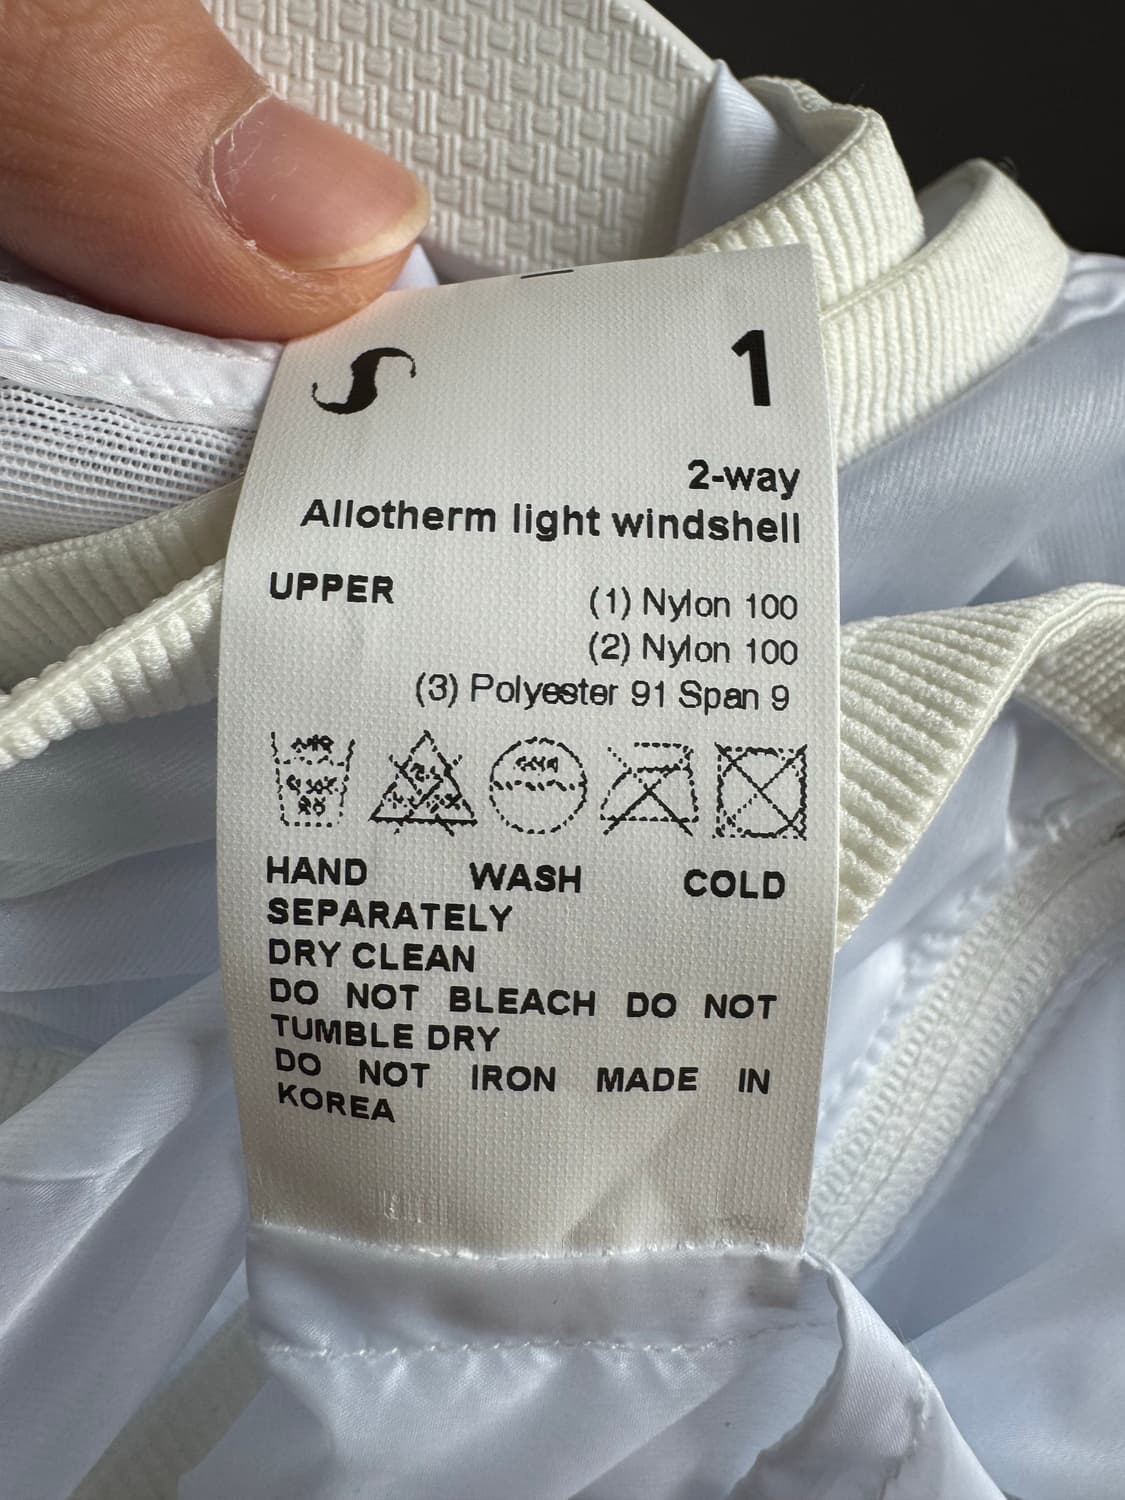 1
2-way
Allotherm light windshell
UPPER
(1) Nylon 100
(2) Nylon 100
(3) Polyester 91 Span 9
HAND WASH COLD
SEPARATELY
DRY CLEAN
DO NOT BLEACH DO NOT
TUMBLE DRY
DO NOT IRON MADE IN
KOREA